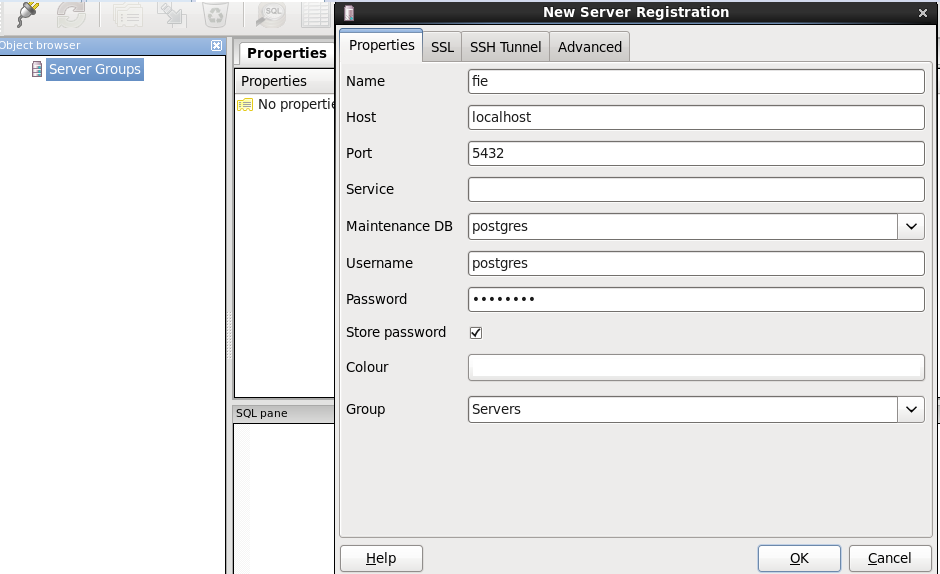 New Server Registration
SQL
Object browser
Server Groups
Properties
Properties
No propertie
Properties SSL SSH Tunnel Advanced
Name fie
Host localhost
Port 5432
Service
Maintenance DB postgres
Username postgres
Password ••••••••
Store password
Colour
Group Servers
SQL pane
Help OK Cancel